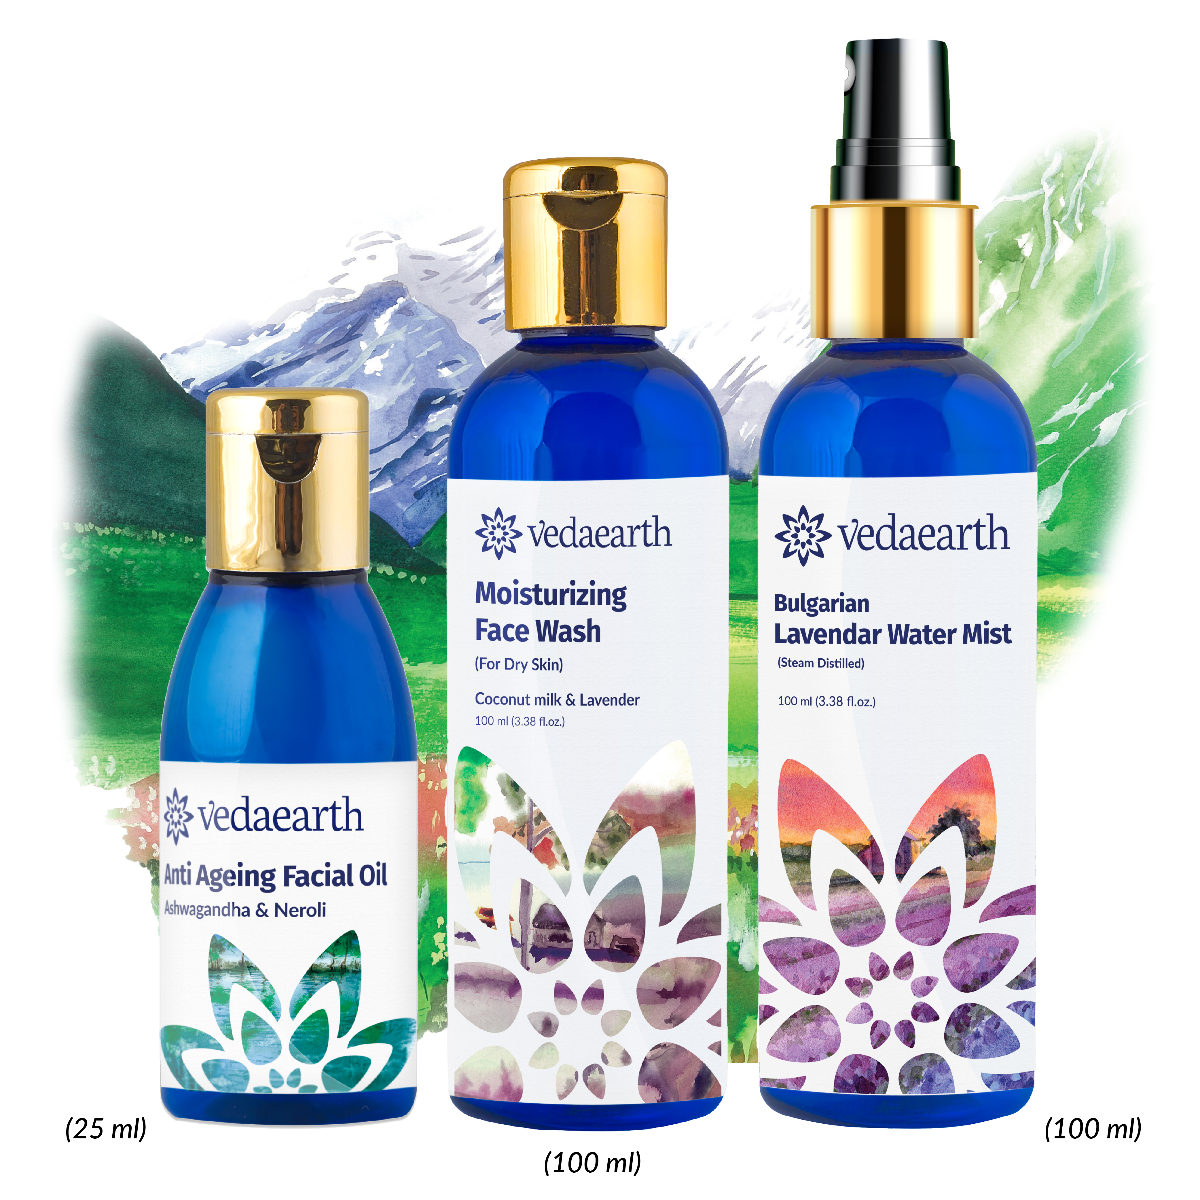 vedaearth
Anti Ageing Facial Oil
Ashwagandha & Neroli
(25 ml)
vedaearth
Moisturizing
Face Wash
(For Dry Skin)
Coconut milk & Lavender
100 ml (3.38 fl.oz.)
(100 ml)
vedaearth
Bulgarian
Lavendar Water Mist
(Steam Distilled)
100 ml (3.38 fl.oz.)
(100 ml)